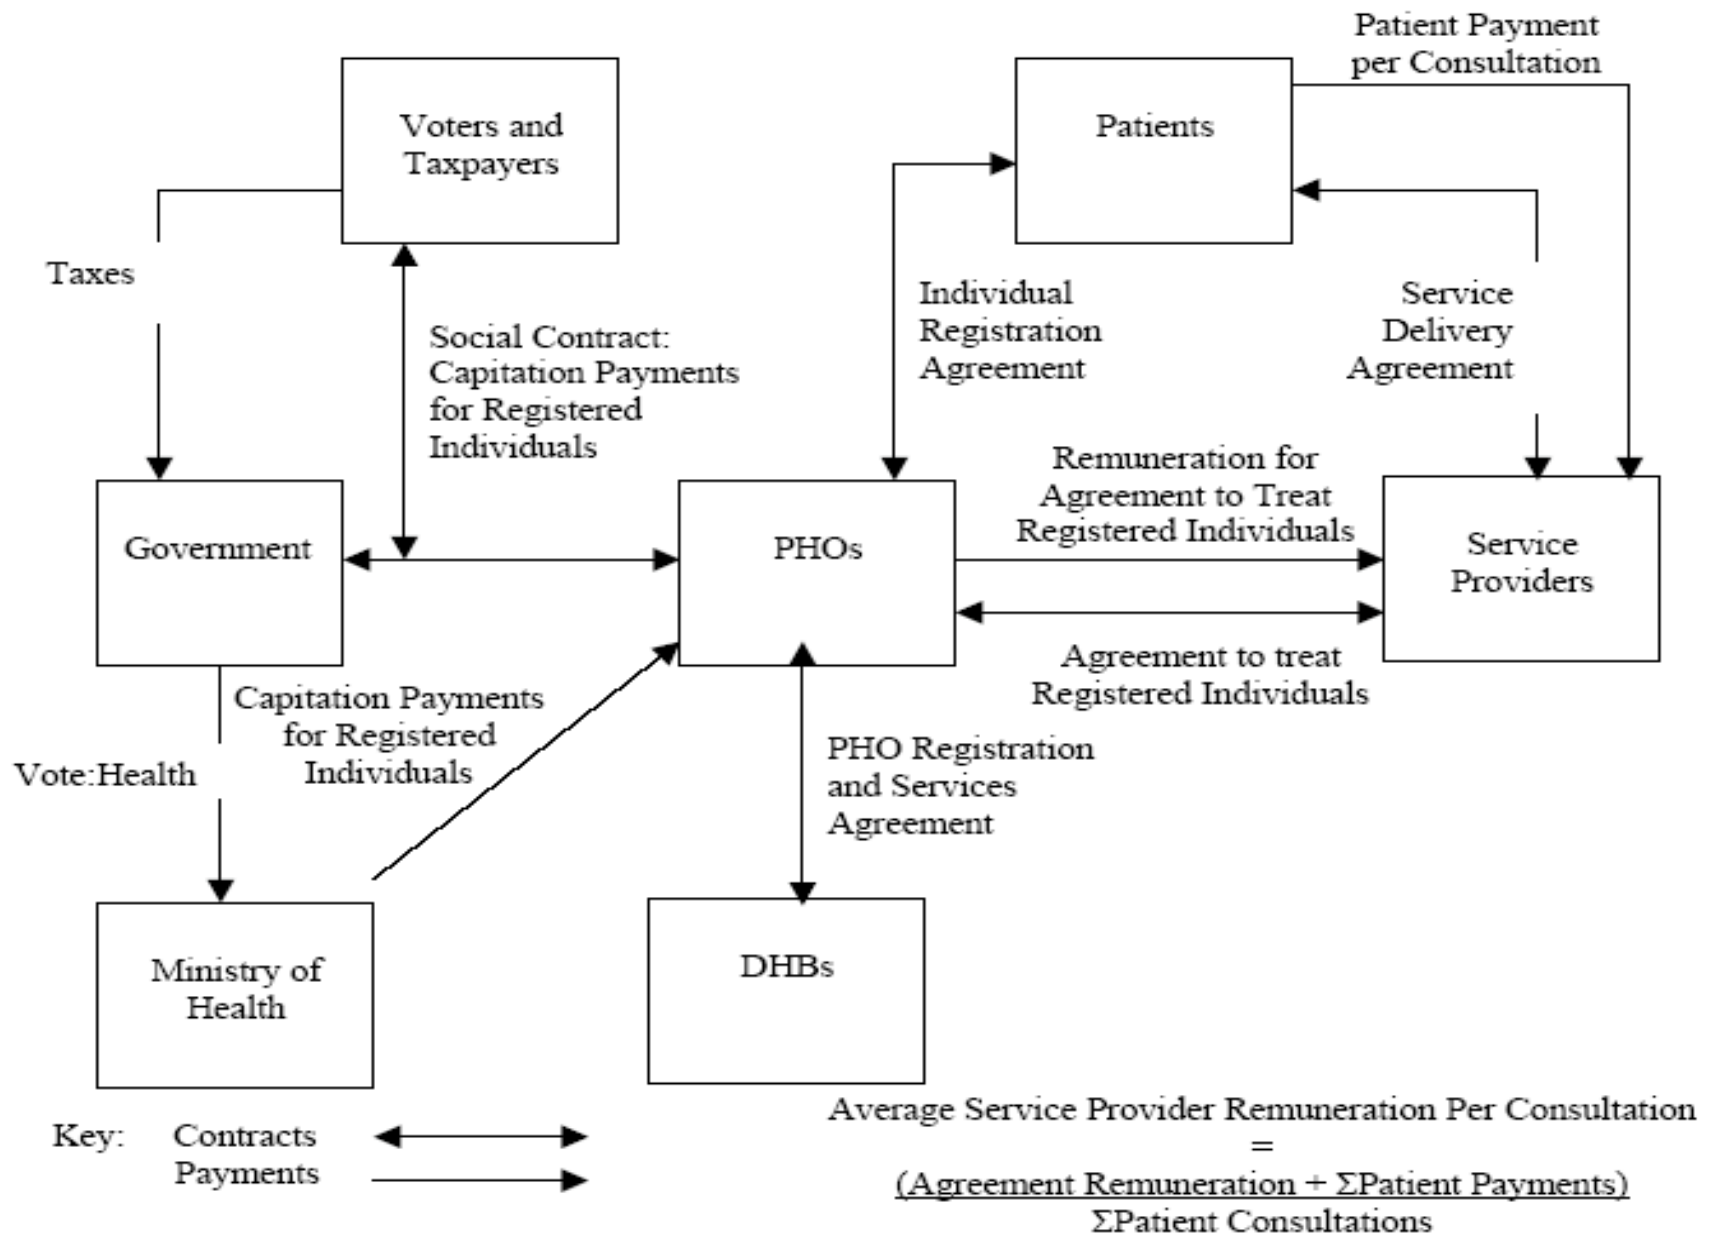 Patient Payment
per Consultation
Voters and
Taxpayers
Patients
Taxes
Social Contract:
Capitation Payments
for Registered
Individuals
Individual
Registration
Agreement
Service
Delivery
Agreement
Remuneration for
Agreement to Treat
Registered Individuals
Government
PHOs
Service
Providers
Agreement to treat
Registered Individuals
Capitation Payments
for Registered
Individuals
Vote:Health
PHO Registration
and Services
Agreement
Ministry of
Health
DHBs
Key:
Contracts
Payments
Average Service Provider Remuneration Per Consultation
=
(Agreement Remuneration + ΣPatient Payments)
ΣPatient Consultations